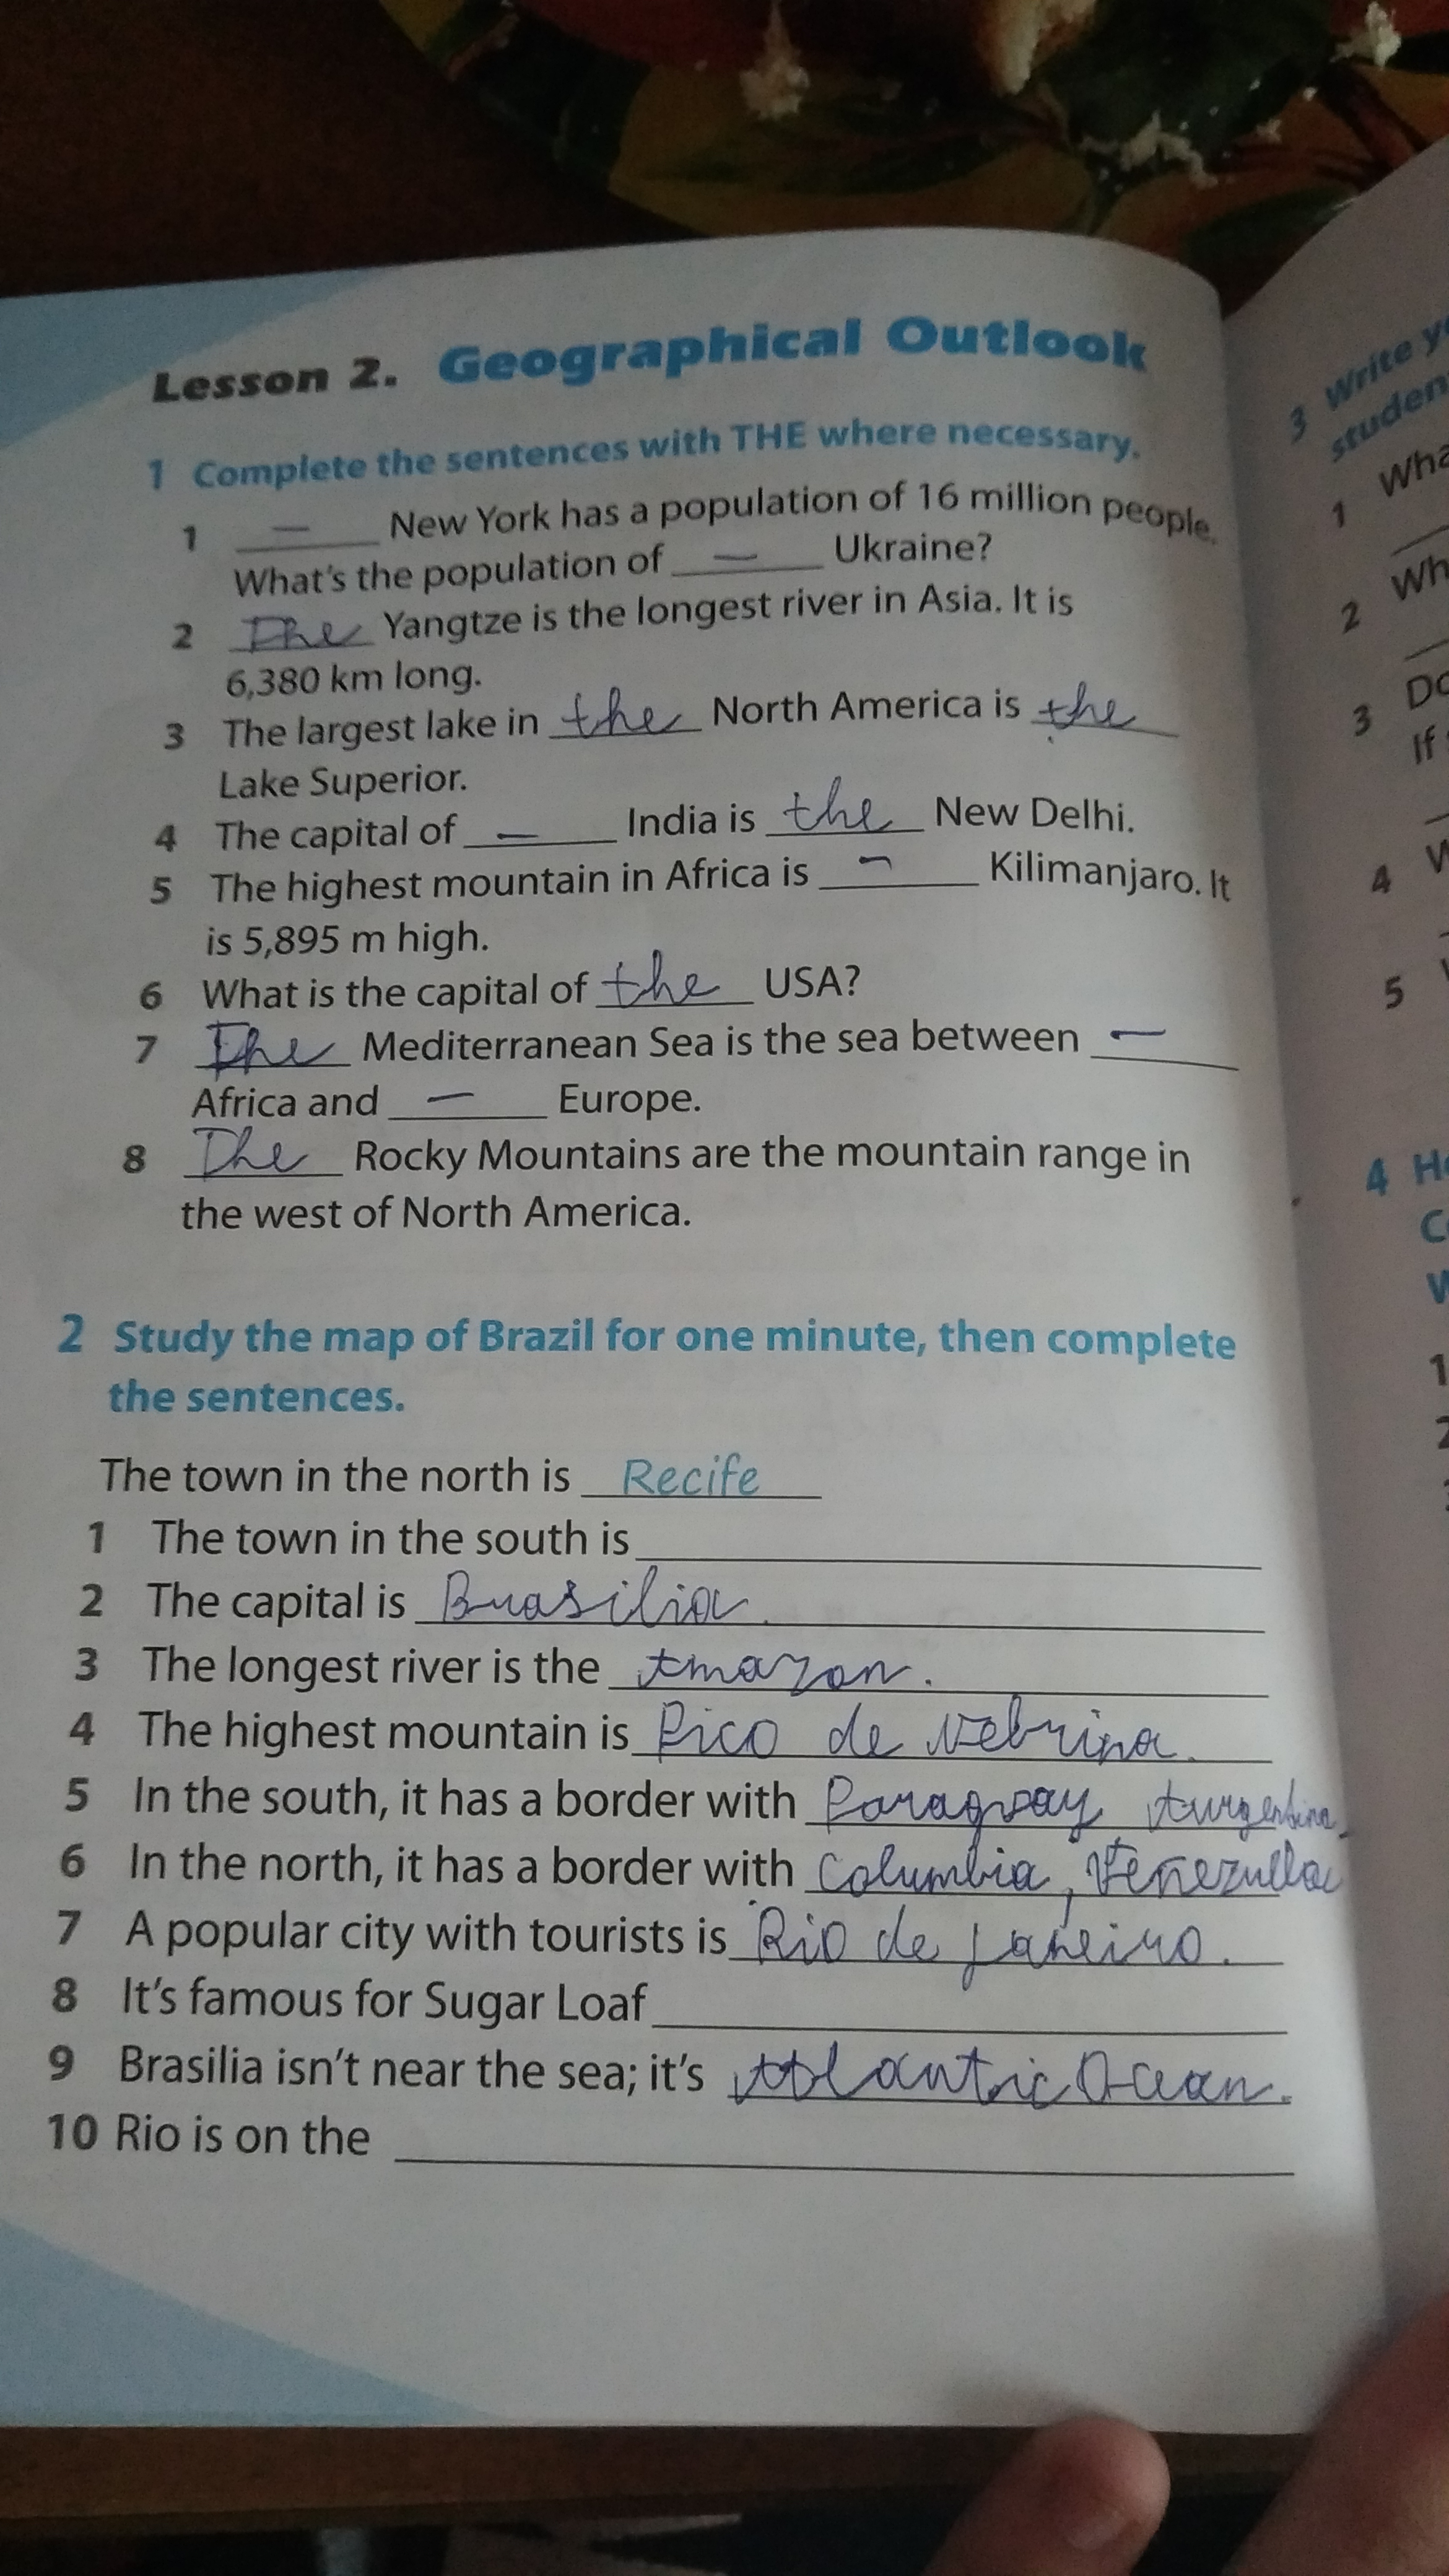 Lesson 2. Geographical Outlook
1 Complete the sentences with THE where necessary.
1 — New York has a population of 16 million people.
What's the population of — Ukraine?
2 The Yangtze is the longest river in Asia. It is
6,380 km long.
3 The largest lake in the North America is the
Lake Superior.
4 The capital of — India is the New Delhi.
5 The highest mountain in Africa is — Kilimanjaro. It
is 5,895 m high.
6 What is the capital of the USA?
7 The Mediterranean Sea is the sea between —
Africa and — Europe.
8 The Rocky Mountains are the mountain range in
the west of North America.
2 Study the map of Brazil for one minute, then complete
the sentences.
The town in the north is Recife
1 The town in the south is
2 The capital is Brasilia.
3 The longest river is the Amazon.
4 The highest mountain is Pico de Nebrina.
5 In the south, it has a border with Paragway Argentina
6 In the north, it has a border with Columbia, Venezulla
7 A popular city with tourists is Rio de Janeiro.
8 It's famous for Sugar Loaf
9 Brasilia isn't near the sea; it's Atlantic Ocean.
10 Rio is on the
3 Write
studen
1 Wha
Wh
2
Do
3 If
4
5
4
1